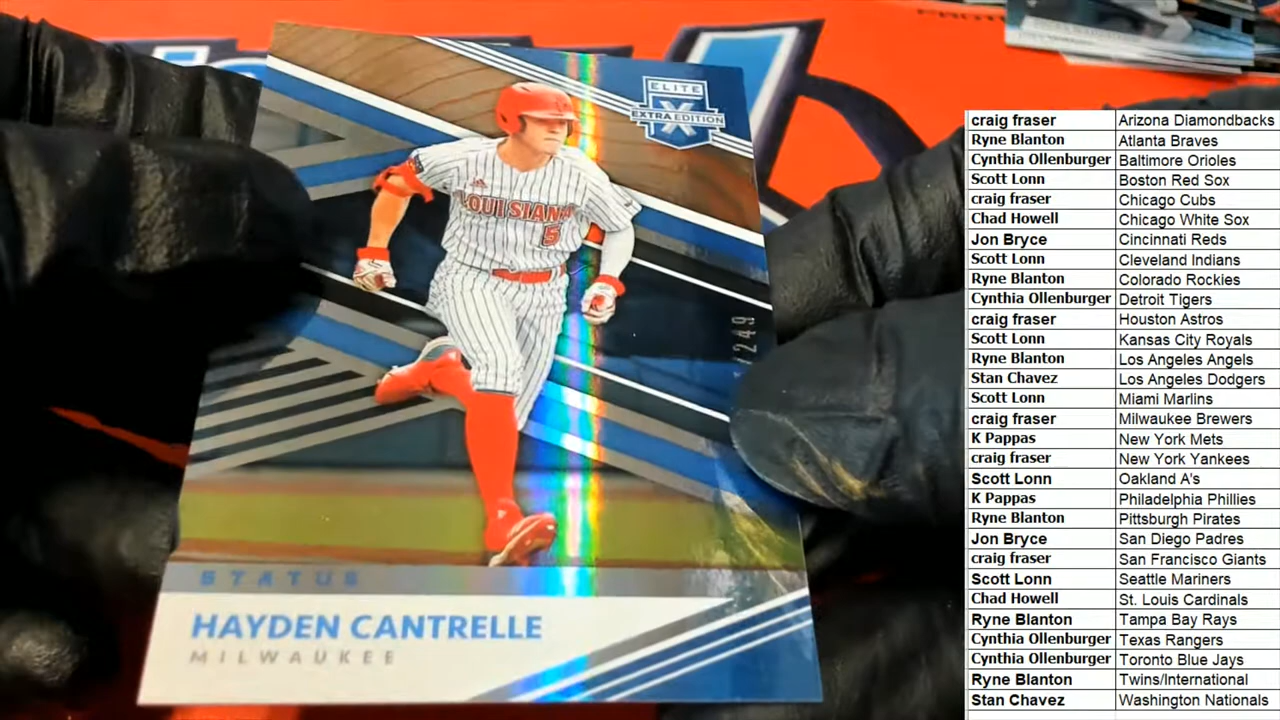 ELITE
X
EXTRA EDITION
LOUISIANA
5
/249
STATUS
HAYDEN CANTRELLE
MILWAUKEE
craig fraser Arizona Diamondbacks
Ryne Blanton Atlanta Braves
Cynthia Ollenburger Baltimore Orioles
Scott Lonn Boston Red Sox
craig fraser Chicago Cubs
Chad Howell Chicago White Sox
Jon Bryce Cincinnati Reds
Scott Lonn Cleveland Indians
Ryne Blanton Colorado Rockies
Cynthia Ollenburger Detroit Tigers
craig fraser Houston Astros
Scott Lonn Kansas City Royals
Ryne Blanton Los Angeles Angels
Stan Chavez Los Angeles Dodgers
Scott Lonn Miami Marlins
craig fraser Milwaukee Brewers
K Pappas New York Mets
craig fraser New York Yankees
Scott Lonn Oakland A's
K Pappas Philadelphia Phillies
Ryne Blanton Pittsburgh Pirates
Jon Bryce San Diego Padres
craig fraser San Francisco Giants
Scott Lonn Seattle Mariners
Chad Howell St. Louis Cardinals
Ryne Blanton Tampa Bay Rays
Cynthia Ollenburger Texas Rangers
Cynthia Ollenburger Toronto Blue Jays
Ryne Blanton Twins/International
Stan Chavez Washington Nationals